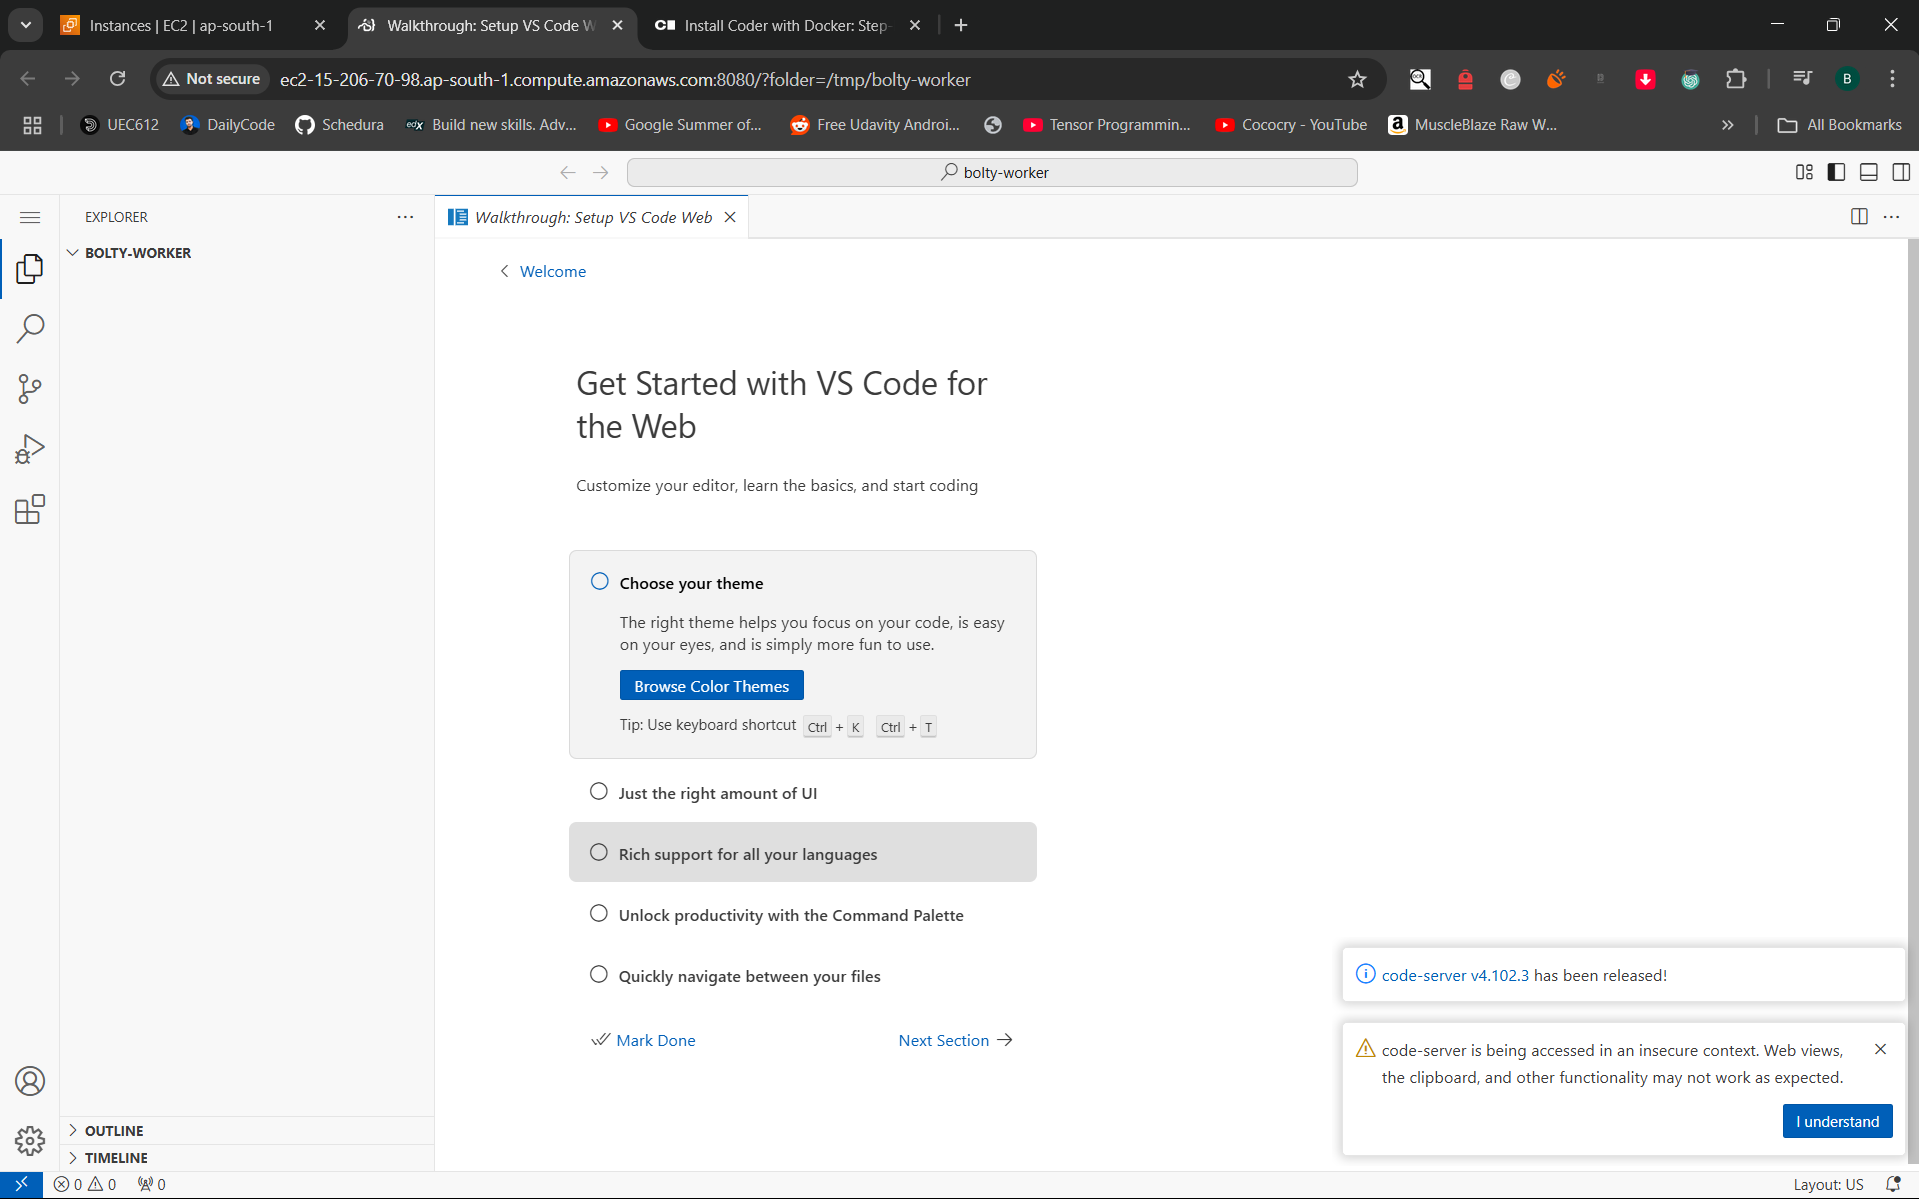 Instances | EC2 | ap-south-1
Walkthrough: Setup VS Code W
Install Coder with Docker: Step-
Not secure
ec2-15-206-70-98.ap-south-1.compute.amazonaws.com:8080/?folder=/tmp/bolty-worker
B
UEC612
DailyCode
Schedura
edX
Build new skills. Adv...
Google Summer of...
Free Udavity Androi...
Tensor Programmin...
Cococry - YouTube
MuscleBlaze Raw W...
All Bookmarks
bolty-worker
EXPLORER
Walkthrough: Setup VS Code Web
BOLTY-WORKER
Welcome
Get Started with VS Code for
the Web
Customize your editor, learn the basics, and start coding
Choose your theme
The right theme helps you focus on your code, is easy
on your eyes, and is simply more fun to use.
Browse Color Themes
Tip: Use keyboard shortcut Ctrl + K Ctrl + T
Just the right amount of UI
Rich support for all your languages
Unlock productivity with the Command Palette
Quickly navigate between your files
Mark Done
Next Section
code-server v4.102.3 has been released!
code-server is being accessed in an insecure context. Web views,
the clipboard, and other functionality may not work as expected.
I understand
OUTLINE
TIMELINE
0 0 0
Layout: US